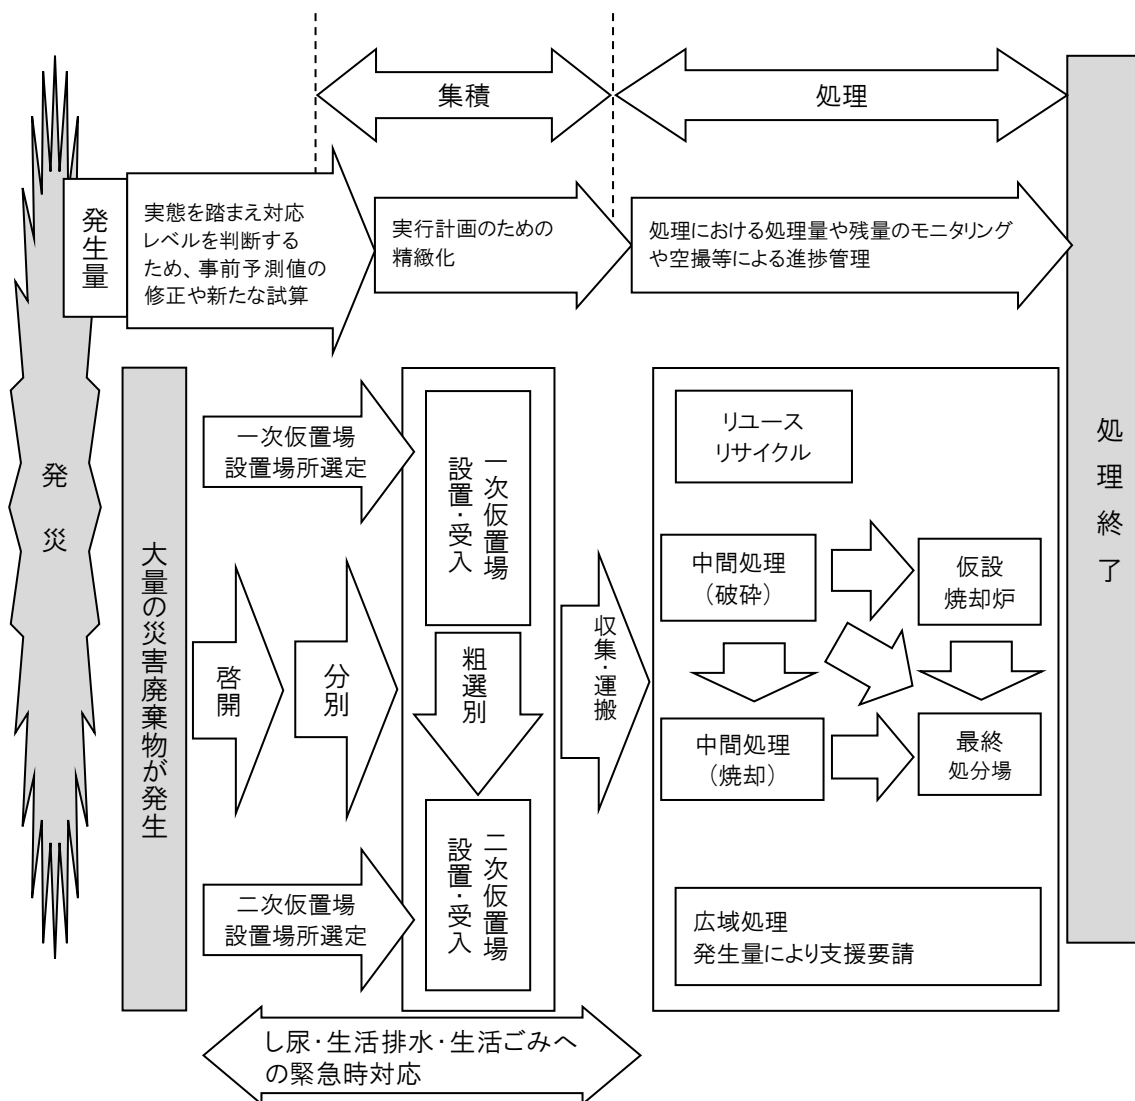 集積
処理
発生量
実態を踏まえ対応
レベルを判断する
ため、事前予測値の
修正や新たな試算
実行計画のための
精緻化
処理における処理量や残量のモニタリング
や空撮等による進捗管理
発災
大量の災害廃棄物が発生
一次仮置場
設置場所選定
啓開
分別
二次仮置場
設置場所選定
一次仮置場
設置・受入
粗選別
二次仮置場
設置・受入
収集・運搬
リユース
リサイクル
中間処理
（破砕）
仮設
焼却炉
中間処理
（焼却）
最終
処分場
広域処理
発生量により支援要請
処理終了
し尿・生活排水・生活ごみへ
の緊急時対応